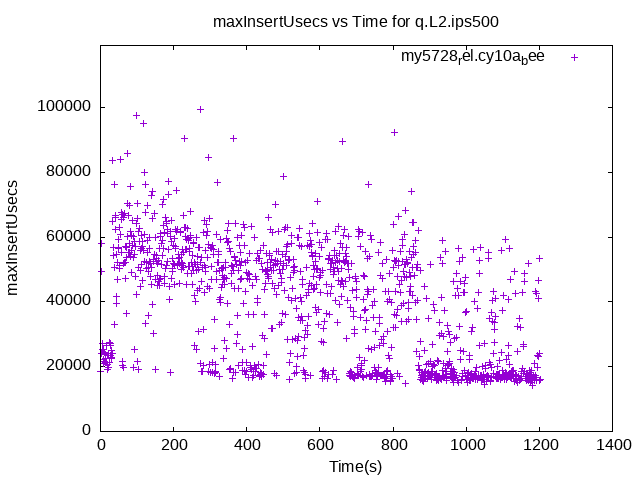 maxInsertUsecs vs Time for q.L2.ips500
my5728rel.cy10abee
100000
80000
60000
40000
20000
0
maxInsertUsecs
0 200 400 600 800 1000 1200 1400
Time(s)